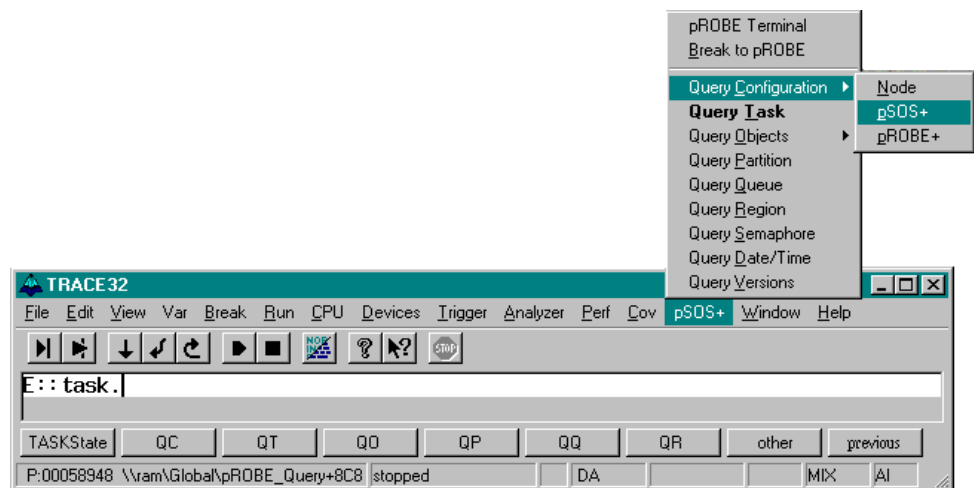 pROBE Terminal
Break to pROBE
Query Configuration
Query Task
Query Objects
Query Partition
Query Queue
Query Region
Query Semaphore
Query Date/Time
Query Versions
Node
pSOS+
pROBE+
TRACE32
File Edit View Var Break Run CPU Devices Trigger Analyzer Perf Cov pSOS+ Window Help
NOP STOP
E::task.
TASKState QC QT QO QP QQ QR other previous
P:00058948 \\ram\Global\pROBE_Query+8C8 stopped DA MIX AI